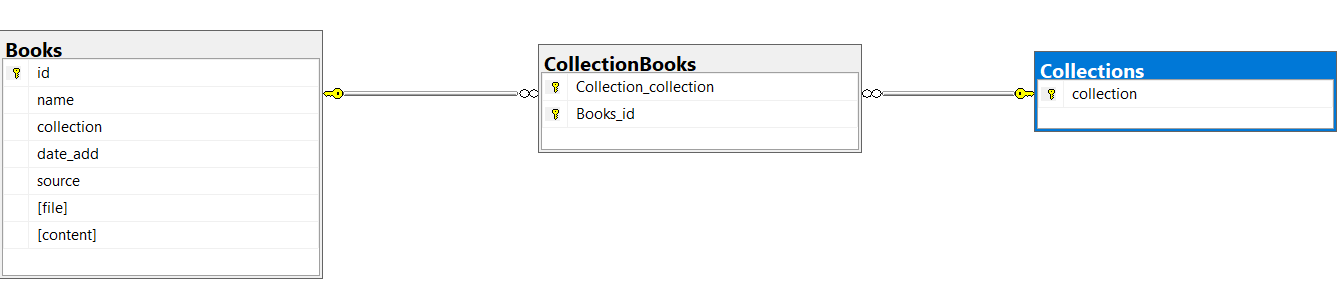 Books
id
name
collection
date_add
source
[file]
[content]
CollectionBooks
Collection_collection
Books_id
Collections
collection